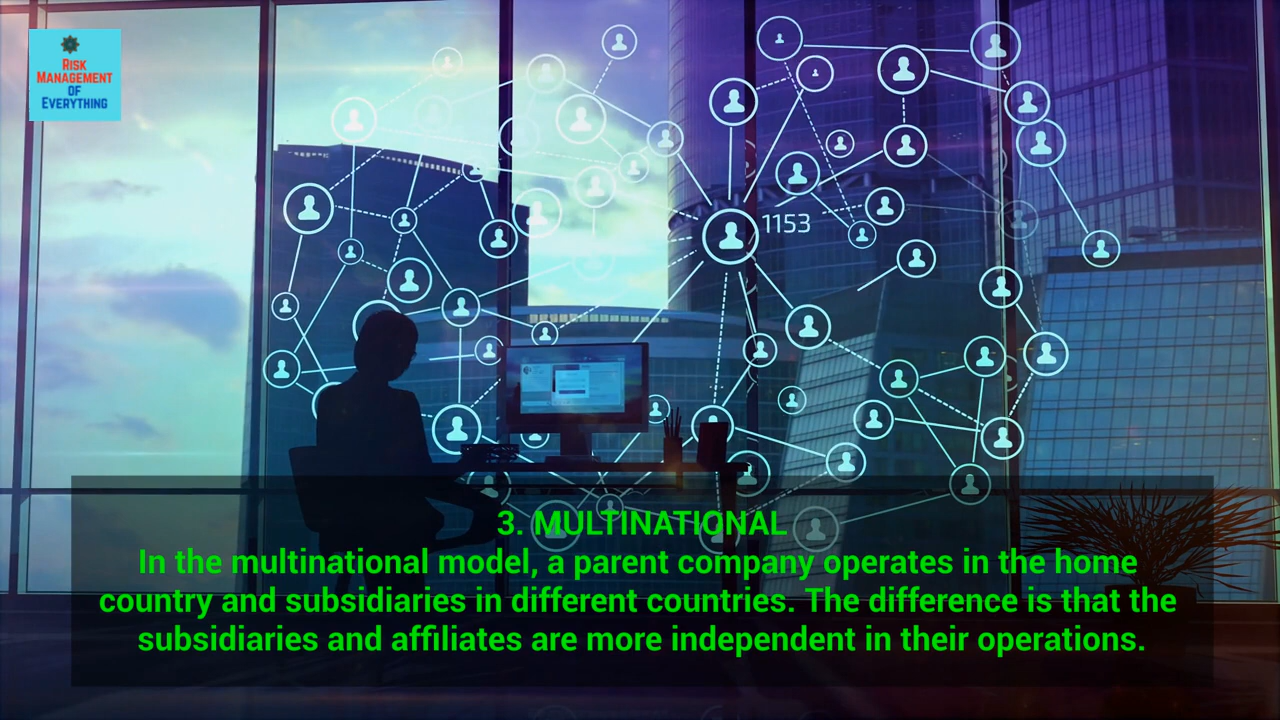 RISK
MANAGEMENT
OF
EVERYTHING
1153
3. MULTINATIONAL
In the multinational model, a parent company operates in the home
country and subsidiaries in different countries. The difference is that the
subsidiaries and affiliates are more independent in their operations.